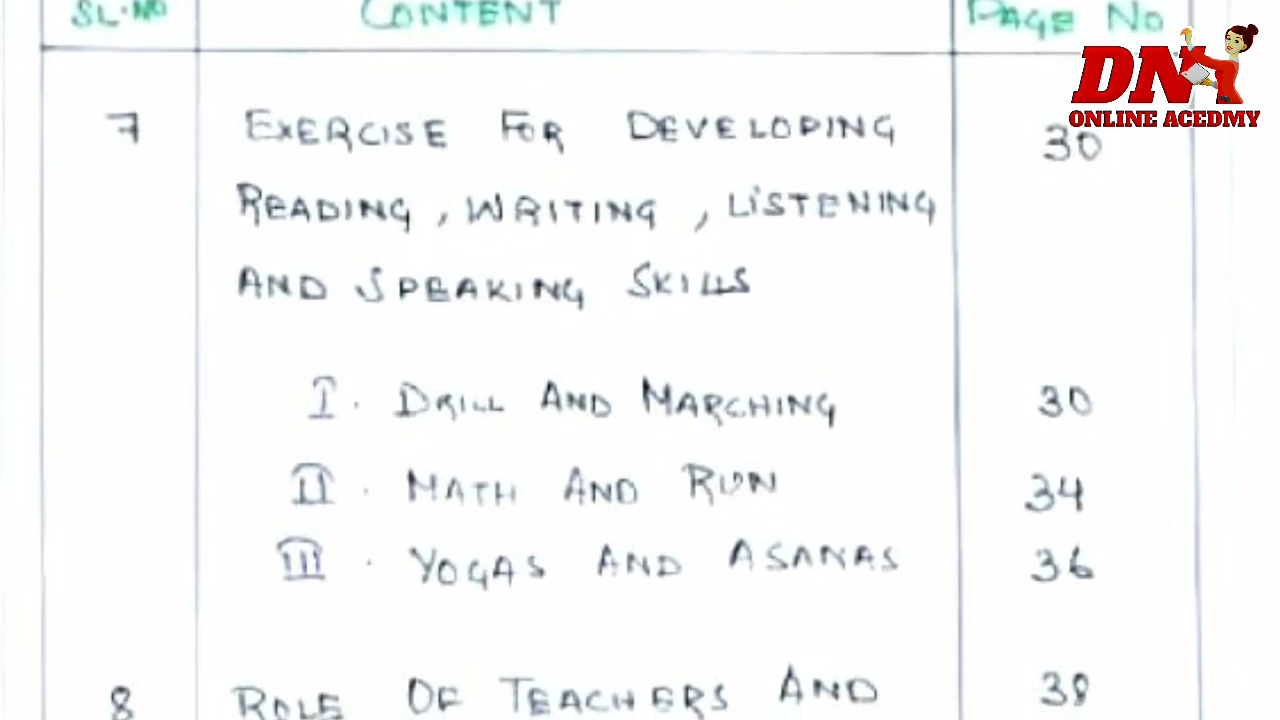 SL.NO CONTENT PAGE NO
7 EXERCISE FOR DEVELOPING 30
READING, WRITING, LISTENING
AND SPEAKING SKILLS
I. DRILL AND MARCHING 30
II. MATH AND RUN 34
III. YOGAS AND ASANAS 36
8 ROLE OF TEACHERS AND 38
DN
ONLINE ACEDMY